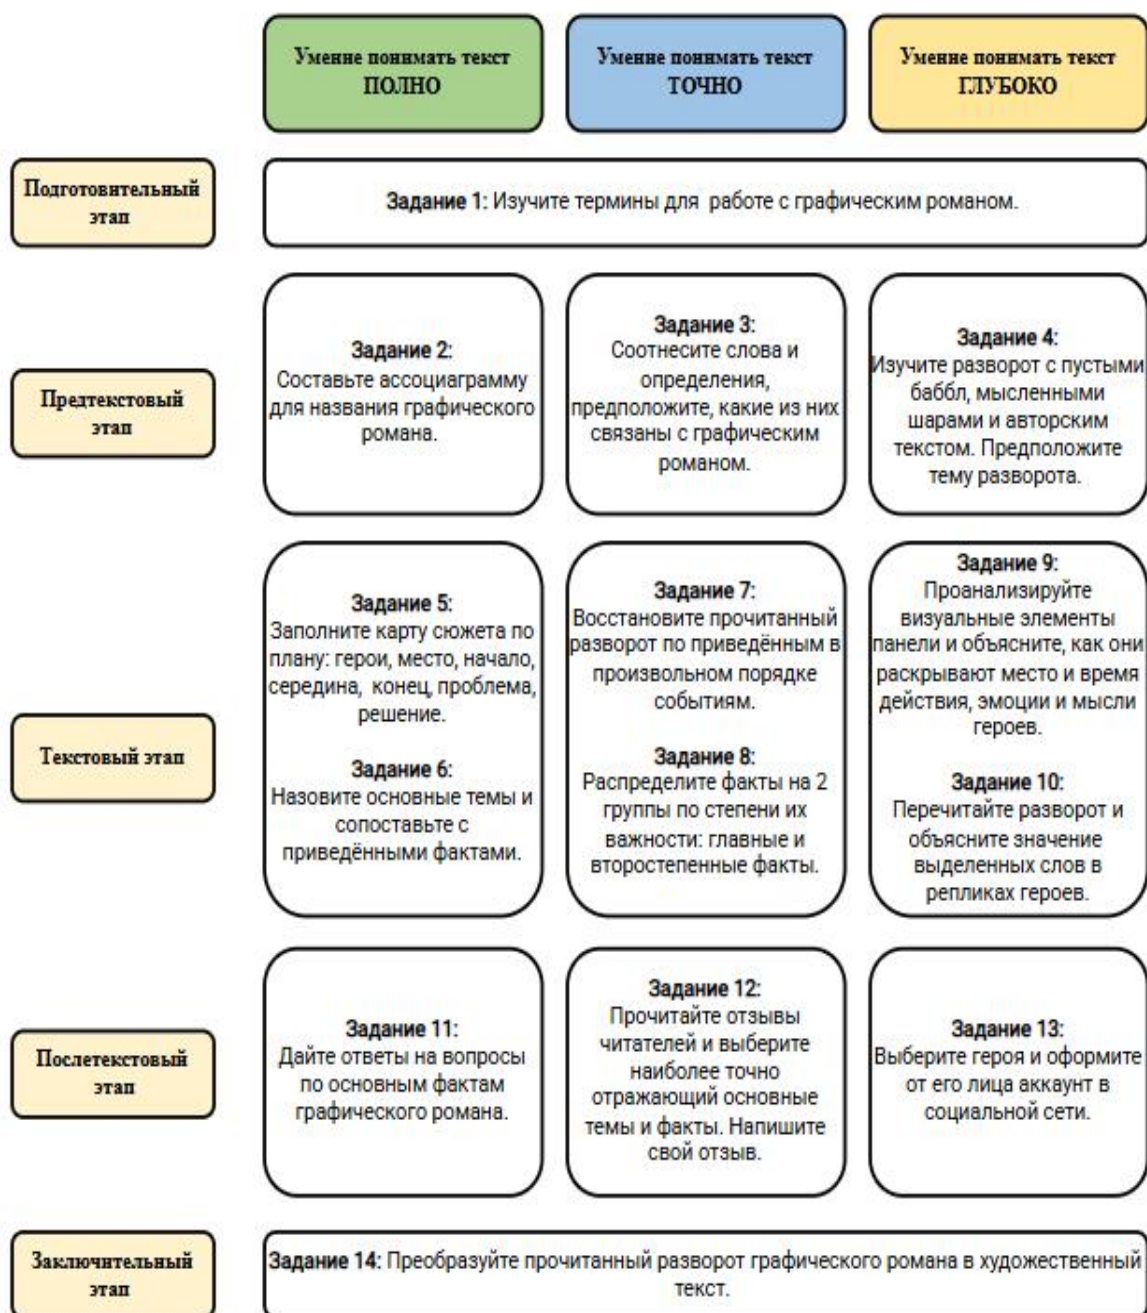 Умение понимать текст
ПОЛНО
Умение понимать текст
ТОЧНО
Умение понимать текст
ГЛУБОКО
Подготовительный
этап
Задание 1: Изучите термины для работы с графическим романом.
Предтекстовый
этап
Задание 2:
Составьте ассоциаграмму
для названия графического
романа.
Задание 3:
Соотнесите слова и
определения,
предположите, какие из них
связаны с графическим
романом.
Задание 4:
Изучите разворот с пустыми
баббл, мысленными
шарами и авторским
текстом. Предположите
тему разворота.
Текстовый этап
Задание 5:
Заполните карту сюжета по
плану: герои, место, начало,
середина, конец, проблема,
решение.
Задание 6:
Назовите основные темы и
сопоставьте с
приведёнными фактами.
Задание 7:
Восстановите прочитанный
разворот по приведённым в
произвольном порядке
событиям.
Задание 8:
Распределите факты на 2
группы по степени их
важности: главные и
второстепенные факты.
Задание 9:
Проанализируйте
визуальные элементы
панели и объясните, как они
раскрывают место и время
действия, эмоции и мысли
героев.
Задание 10:
Перечитайте разворот и
объясните значение
выделенных слов в
репликах героев.
Послетекстовый
этап
Задание 11:
Дайте ответы на вопросы
по основным фактам
графического романа.
Задание 12:
Прочитайте отзывы
читателей и выберите
наиболее точно
отражающий основные
темы и факты. Напишите
свой отзыв.
Задание 13:
Выберите героя и оформите
от его лица аккаунт в
социальной сети.
Заключительный
этап
Задание 14: Преобразуйте прочитанный разворот графического романа в художественный
текст.